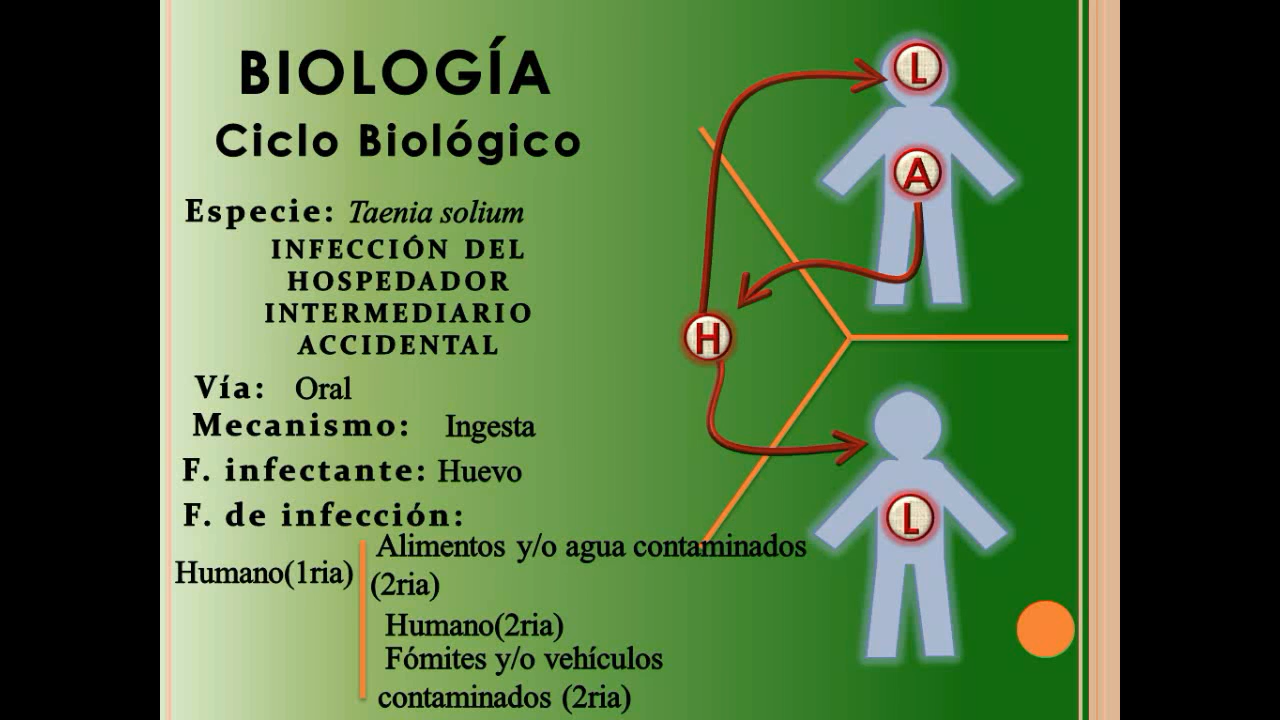 BIOLOGÍA
Ciclo Biológico
Especie: Taenia solium
INFECCIÓN DEL
HOSPEDADOR
INTERMEDIARIO
ACCIDENTAL
Vía: Oral
Mecanismo: Ingesta
F. infectante: Huevo
F. de infección:
Humano(1ria)
Alimentos y/o agua contaminados
(2ria)
Humano(2ria)
Fómites y/o vehículos
contaminados (2ria)
L
A
H
L